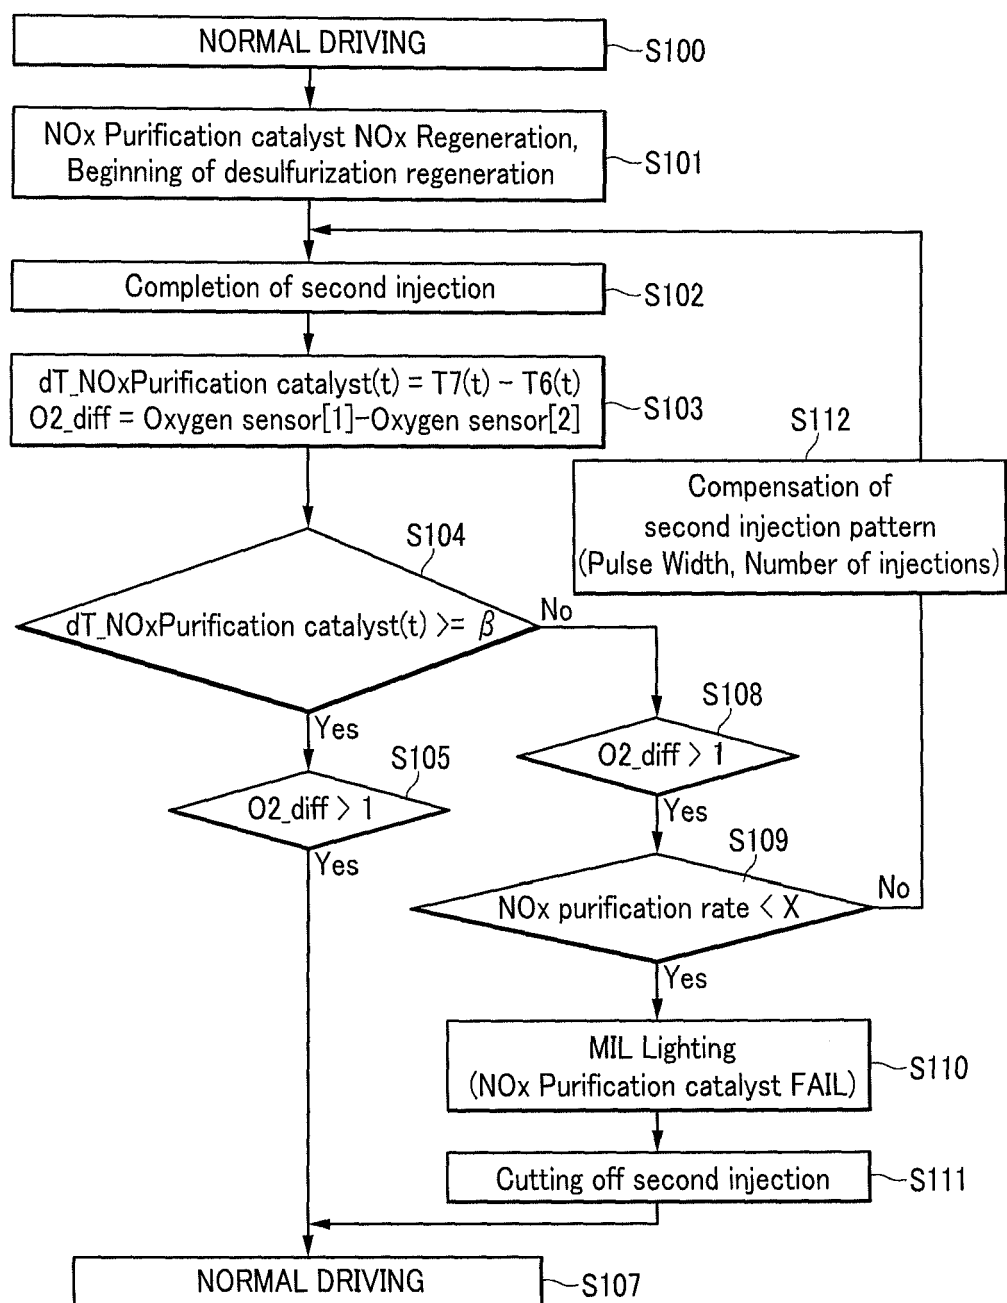 NORMAL DRIVING
S100
NOx Purification catalyst NOx Regeneration,
Beginning of desulfurization regeneration
S101
Completion of second injection
S102
dT_NOxPurification catalyst(t) = T7(t) - T6(t)
O2_diff = Oxygen sensor[1]-Oxygen sensor[2]
S103
S112
Compensation of
second injection pattern
(Pulse Width, Number of injections)
S104
dT_NOxPurification catalyst(t) >= β
No
Yes
S108
O2_diff > 1
Yes
S105
O2_diff > 1
Yes
S109
NOx purification rate < X
No
Yes
MIL Lighting
(NOx Purification catalyst FAIL)
S110
Cutting off second injection
S111
NORMAL DRIVING
S107